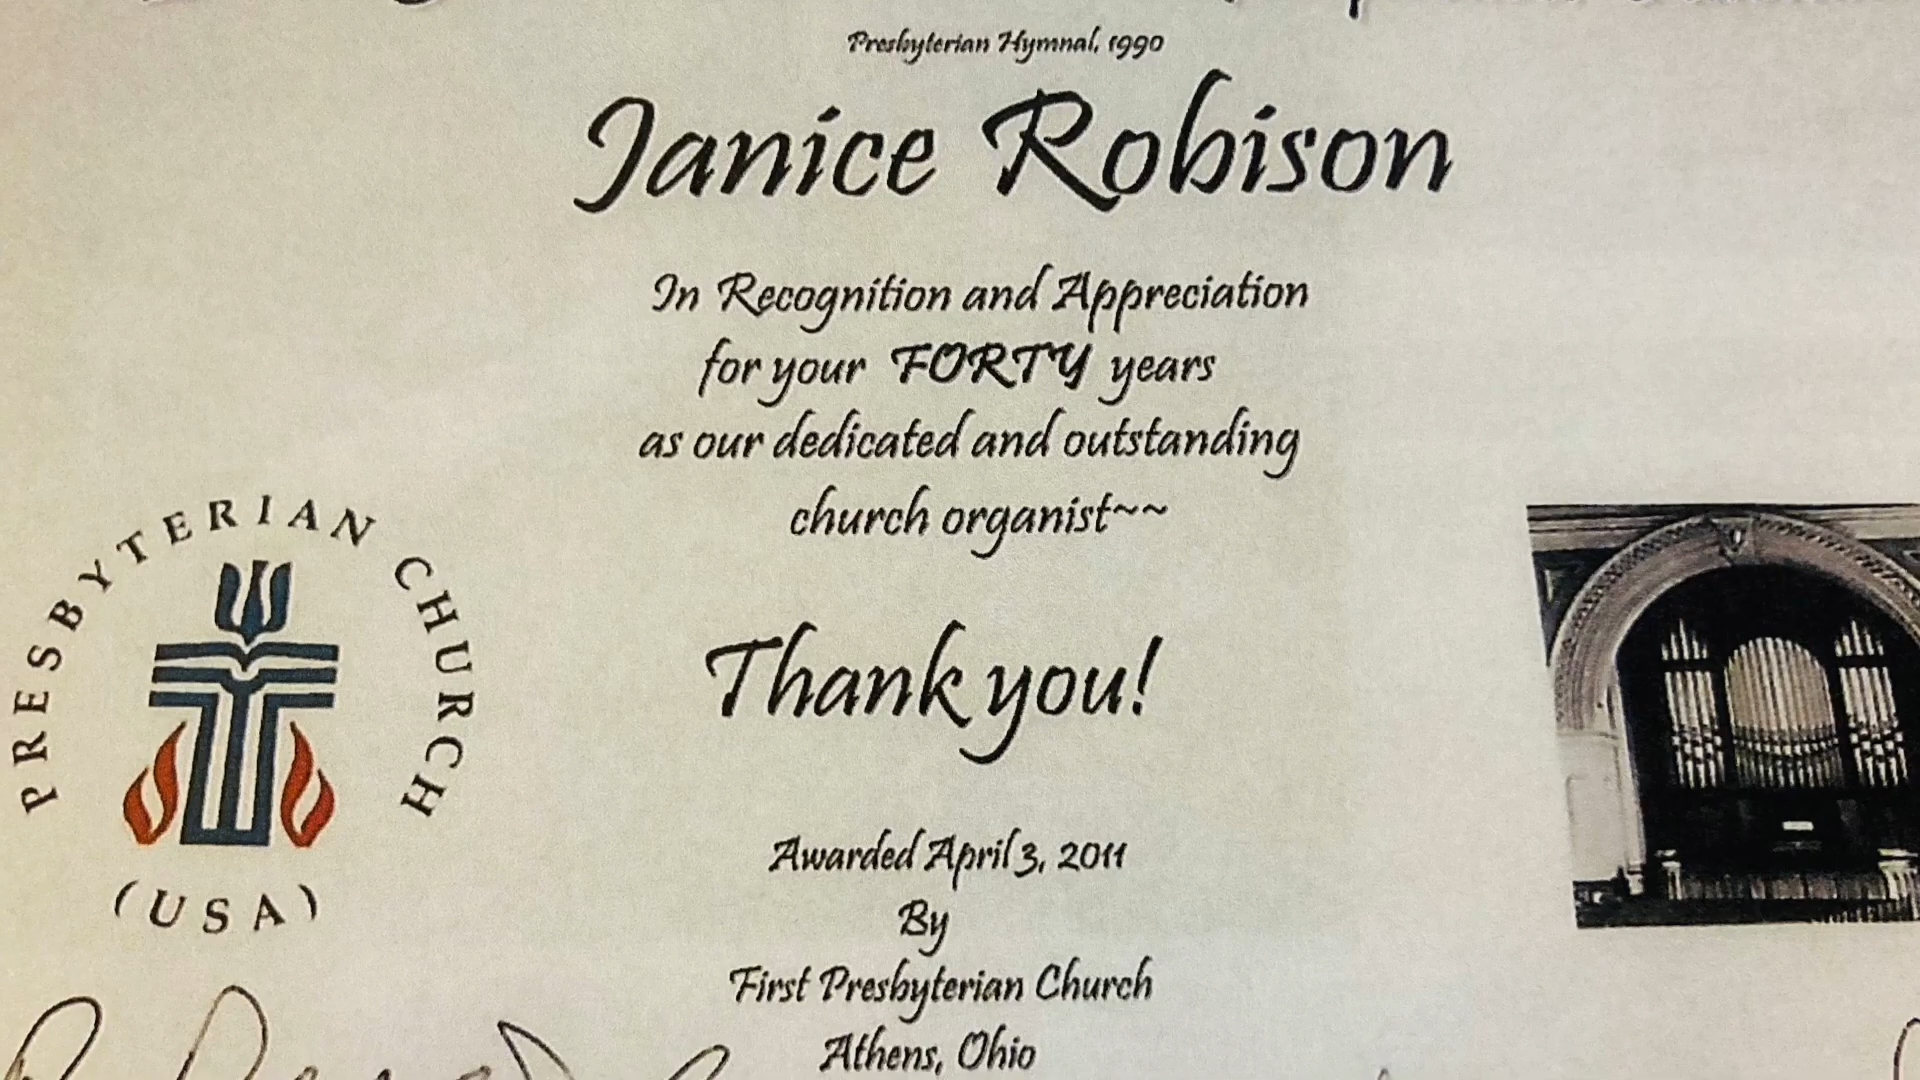 Presbyterian Hymnal, 1990
Janice Robison
In Recognition and Appreciation
for your FORTY years
as our dedicated and outstanding
church organist~~
Thank you!
PRESBYTERIAN CHURCH
(USA)
Awarded April 3, 2011
By
First Presbyterian Church
Athens, Ohio